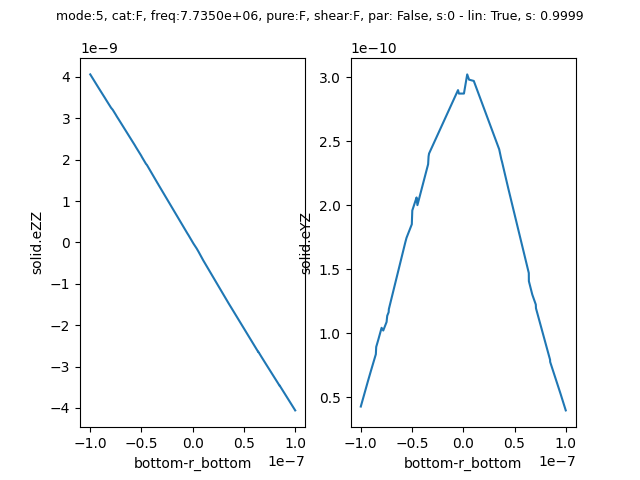 mode:5, cat:F, freq:7.7350e+06, pure:F, shear:F, par: False, s:0 - lin: True, s: 0.9999
1e−9
4
3
2
1
0
−1
−2
−3
−4
solid.eZZ
−1.0 −0.5 0.0 0.5 1.0
bottom-r_bottom
1e−7
1e−10
3.0
2.5
2.0
1.5
1.0
0.5
solid.eYZ
−1.0 −0.5 0.0 0.5 1.0
bottom-r_bottom
1e−7